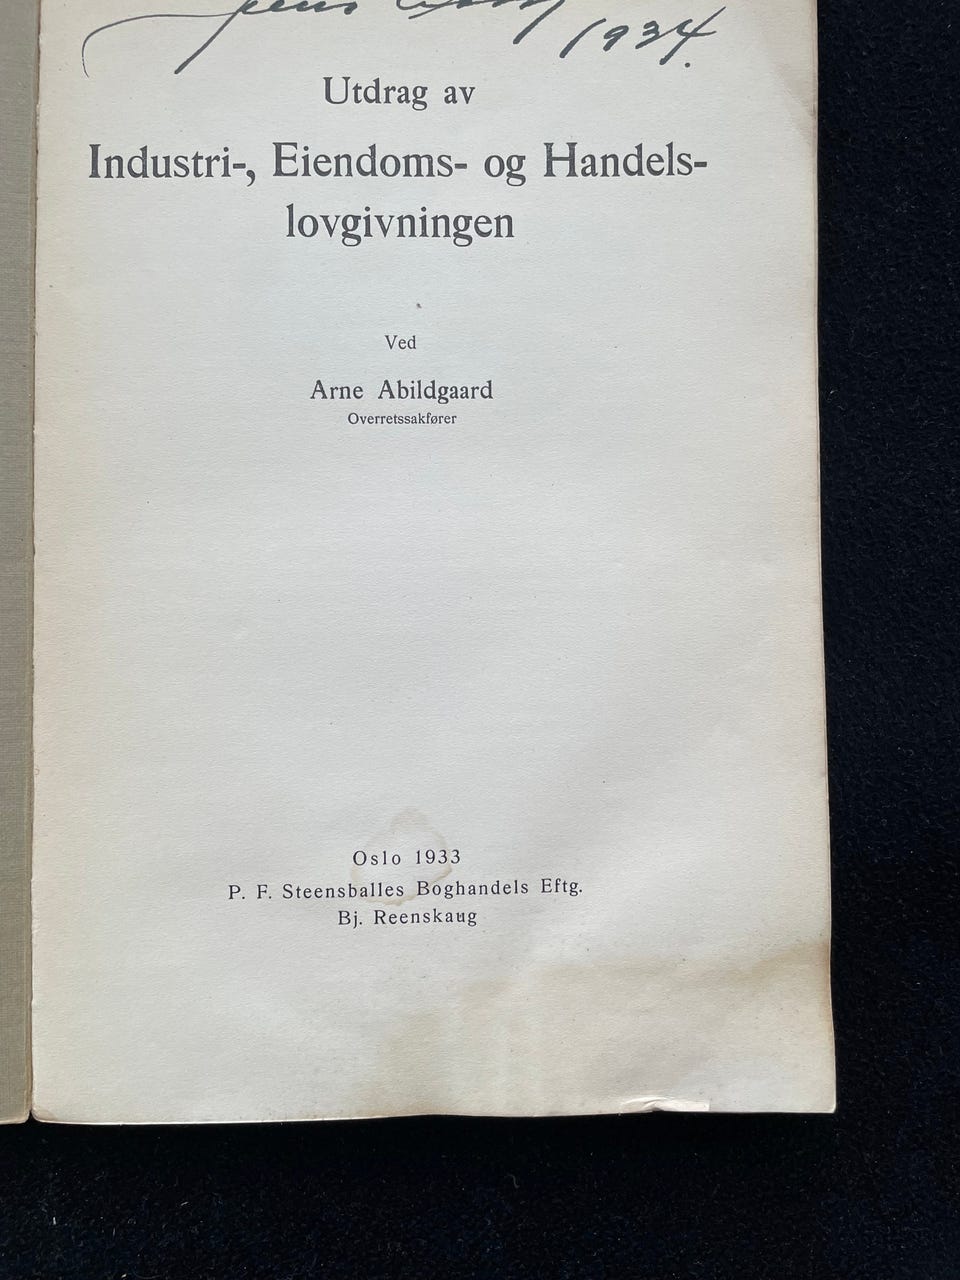 1934.
Utdrag av
Industri-, Eiendoms- og Handels-
lovgivningen
Ved
Arne Abildgaard
Overretssakfører
Oslo 1933
P. F. Steensballes Boghandels Eftg.
Bj. Reenskaug